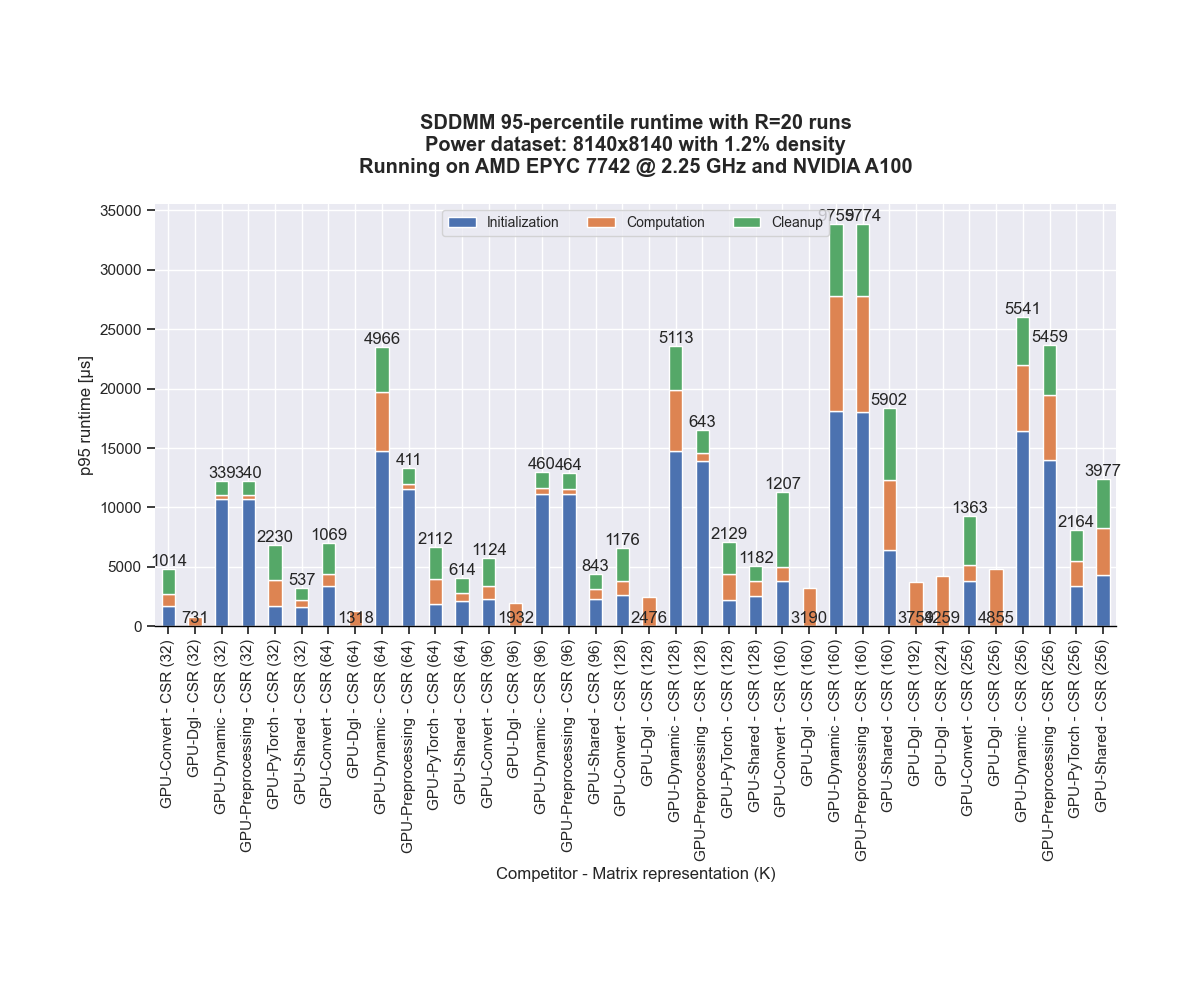 SDDMM 95-percentile runtime with R=20 runs
Power dataset: 8140x8140 with 1.2% density
Running on AMD EPYC 7742 @ 2.25 GHz and NVIDIA A100
Initialization
Computation
Cleanup
p95 runtime [µs]
35000
30000
25000
20000
15000
10000
5000
0
1014
731
339
340
2230
537
1069
1318
4966
411
2112
614
1124
1932
460
464
843
1176
2476
5113
643
2129
1182
1207
3190
9759
9774
5902
3759
4259
1363
4855
5541
5459
2164
3977
GPU-Convert - CSR (32)
GPU-Dgl - CSR (32)
GPU-Dynamic - CSR (32)
GPU-Preprocessing - CSR (32)
GPU-PyTorch - CSR (32)
GPU-Shared - CSR (32)
GPU-Convert - CSR (64)
GPU-Dgl - CSR (64)
GPU-Dynamic - CSR (64)
GPU-Preprocessing - CSR (64)
GPU-PyTorch - CSR (64)
GPU-Shared - CSR (64)
GPU-Convert - CSR (96)
GPU-Dgl - CSR (96)
GPU-Dynamic - CSR (96)
GPU-Preprocessing - CSR (96)
GPU-Shared - CSR (96)
GPU-Convert - CSR (128)
GPU-Dgl - CSR (128)
GPU-Dynamic - CSR (128)
GPU-Preprocessing - CSR (128)
GPU-PyTorch - CSR (128)
GPU-Shared - CSR (128)
GPU-Convert - CSR (160)
GPU-Dgl - CSR (160)
GPU-Dynamic - CSR (160)
GPU-Preprocessing - CSR (160)
GPU-Shared - CSR (160)
GPU-Dgl - CSR (192)
GPU-Dgl - CSR (224)
GPU-Convert - CSR (256)
GPU-Dgl - CSR (256)
GPU-Dynamic - CSR (256)
GPU-Preprocessing - CSR (256)
GPU-PyTorch - CSR (256)
GPU-Shared - CSR (256)
Competitor - Matrix representation (K)